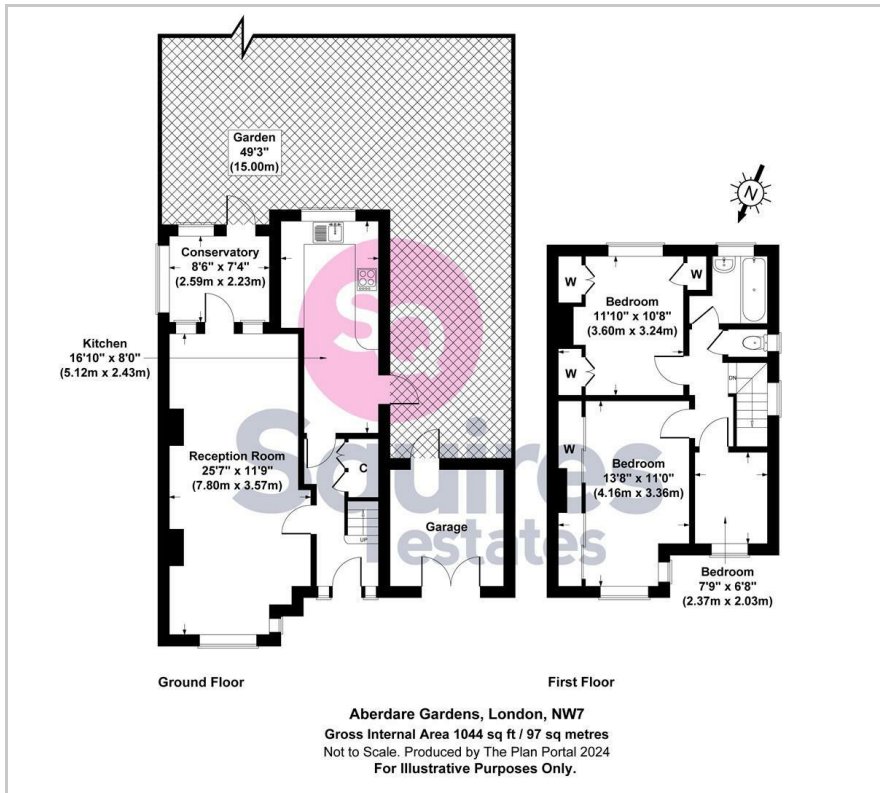 Garden
49'3"
(15.00m)
Conservatory
8'6" x 7'4"
(2.59m x 2.23m)
Kitchen
16'10" x 8'0"
(5.12m x 2.43m)
Reception Room
25'7" x 11'9"
(7.80m x 3.57m)
C
UP
Garage
Squires
estates
N
W
W
Bedroom
11'10" x 10'8"
(3.60m x 3.24m)
W
DN
W
Bedroom
13'8" x 11'0"
(4.16m x 3.36m)
Bedroom
7'9" x 6'8"
(2.37m x 2.03m)
Ground Floor
First Floor
Aberdare Gardens, London, NW7
Gross Internal Area 1044 sq ft / 97 sq metres
Not to Scale. Produced by The Plan Portal 2024
For Illustrative Purposes Only.